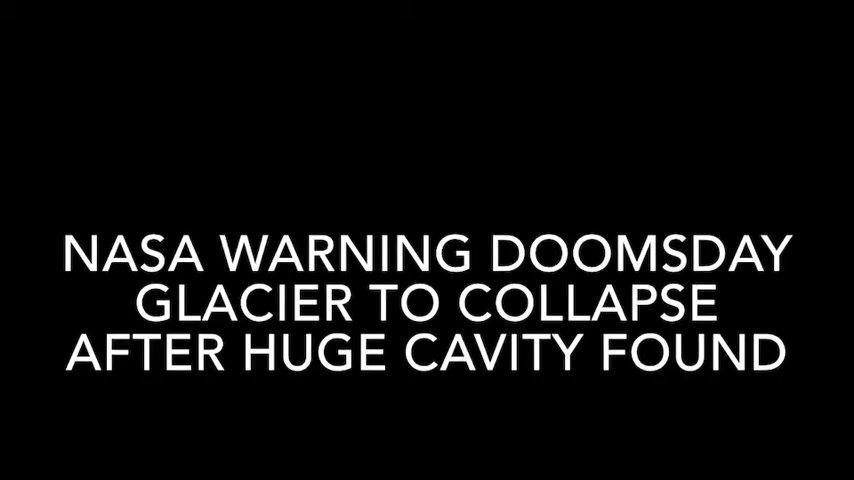 NASA WARNING DOOMSDAY
GLACIER TO COLLAPSE
AFTER HUGE CAVITY FOUND